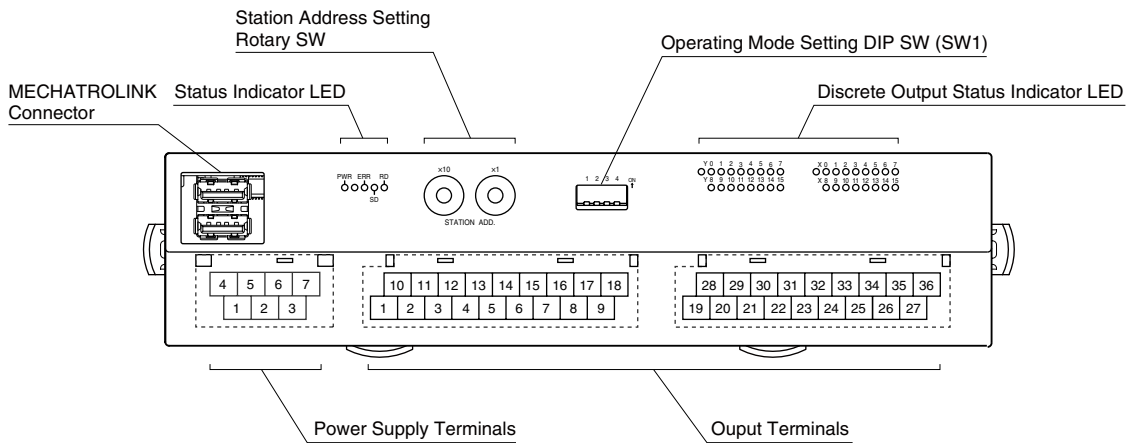 Station Address Setting
Rotary SW
Operating Mode Setting DIP SW (SW1)
MECHATROLINK
Connector
Status Indicator LED
Discrete Output Status Indicator LED
PWR ERR RD
SD
x10 x1
STATION ADD.
1 2 3 4 ON
Y 0 1 2 3 4 5 6 7
Y 8 9 10 11 12 13 14 15
X 0 1 2 3 4 5 6 7
X 8 9 10 11 12 13 14 15
4 5 6 7
1 2 3
10 11 12 13 14 15 16 17 18
1 2 3 4 5 6 7 8 9
28 29 30 31 32 33 34 35 36
19 20 21 22 23 24 25 26 27
Power Supply Terminals
Ouput Terminals